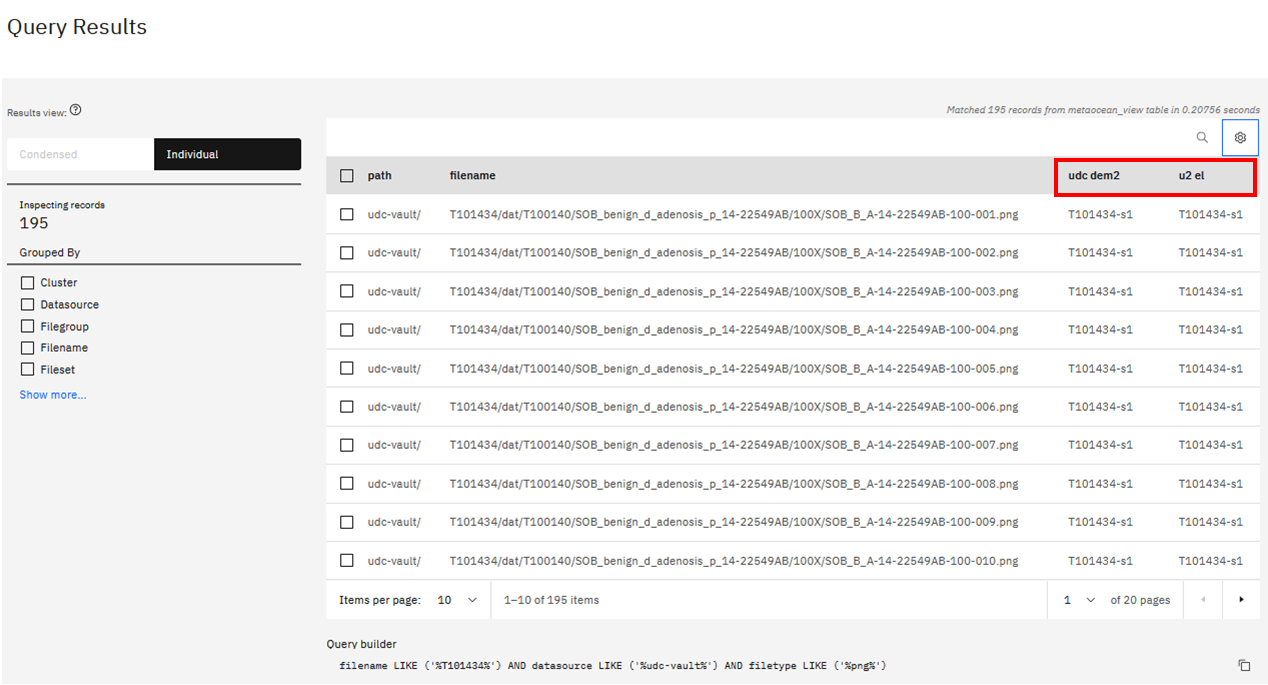 Query Results
Results view:
Matched 195 records from metaocean_view table in 0.20756 seconds
Condensed Individual
Inspecting records
195
Grouped By
Cluster
Datasource
Filegroup
Filename
Fileset
Show more...
path filename udc dem2 u2 el
udc-vault/ T101434/dat/T100140/SOB_benign_d_adenosis_p_14-22549AB/100X/SOB_B_A-14-22549AB-100-001.png T101434-s1 T101434-s1
udc-vault/ T101434/dat/T100140/SOB_benign_d_adenosis_p_14-22549AB/100X/SOB_B_A-14-22549AB-100-002.png T101434-s1 T101434-s1
udc-vault/ T101434/dat/T100140/SOB_benign_d_adenosis_p_14-22549AB/100X/SOB_B_A-14-22549AB-100-003.png T101434-s1 T101434-s1
udc-vault/ T101434/dat/T100140/SOB_benign_d_adenosis_p_14-22549AB/100X/SOB_B_A-14-22549AB-100-004.png T101434-s1 T101434-s1
udc-vault/ T101434/dat/T100140/SOB_benign_d_adenosis_p_14-22549AB/100X/SOB_B_A-14-22549AB-100-005.png T101434-s1 T101434-s1
udc-vault/ T101434/dat/T100140/SOB_benign_d_adenosis_p_14-22549AB/100X/SOB_B_A-14-22549AB-100-006.png T101434-s1 T101434-s1
udc-vault/ T101434/dat/T100140/SOB_benign_d_adenosis_p_14-22549AB/100X/SOB_B_A-14-22549AB-100-007.png T101434-s1 T101434-s1
udc-vault/ T101434/dat/T100140/SOB_benign_d_adenosis_p_14-22549AB/100X/SOB_B_A-14-22549AB-100-008.png T101434-s1 T101434-s1
udc-vault/ T101434/dat/T100140/SOB_benign_d_adenosis_p_14-22549AB/100X/SOB_B_A-14-22549AB-100-009.png T101434-s1 T101434-s1
udc-vault/ T101434/dat/T100140/SOB_benign_d_adenosis_p_14-22549AB/100X/SOB_B_A-14-22549AB-100-010.png T101434-s1 T101434-s1
Items per page: 10 1–10 of 195 items 1 of 20 pages
Query builder
filename LIKE ('%T101434%') AND datasource LIKE ('%udc-vault%') AND filetype LIKE ('%png%')